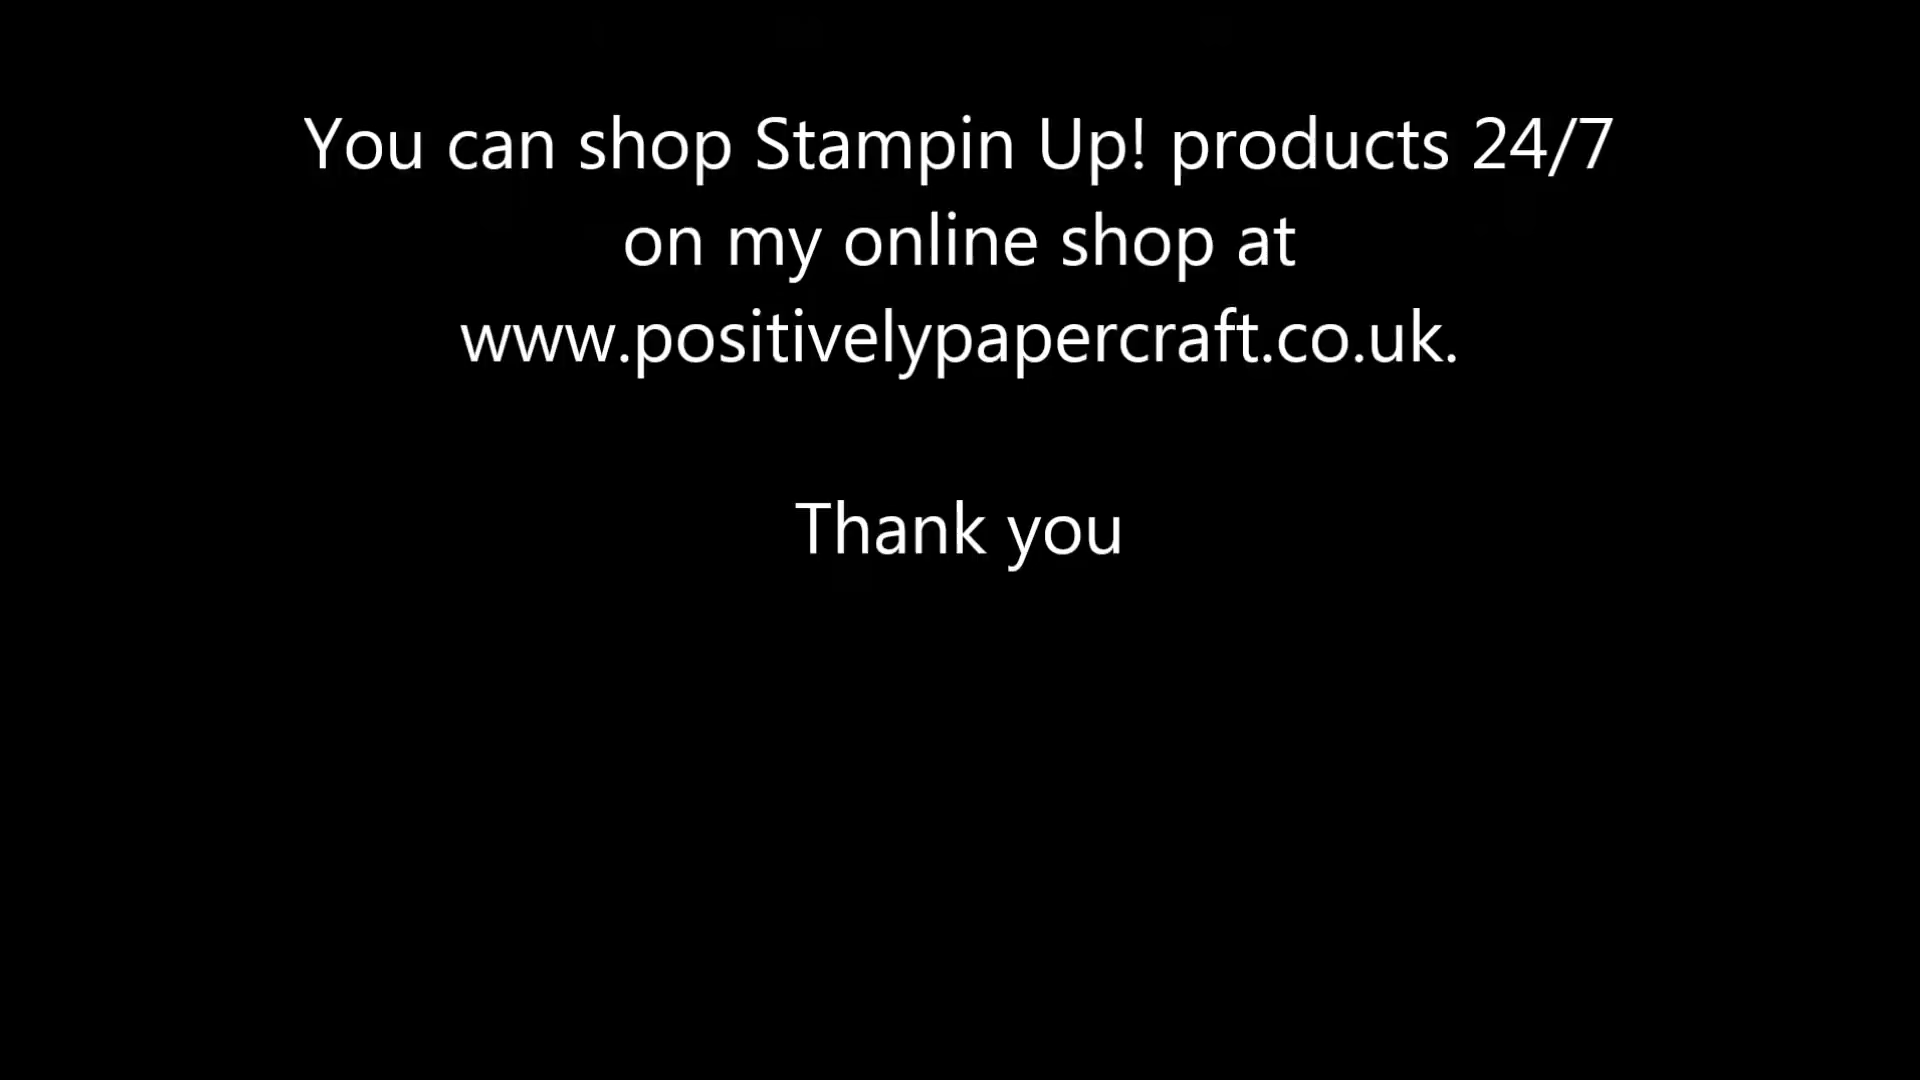 You can shop Stampin Up! products 24/7
on my online shop at
www.positivelypapercraft.co.uk.
Thank you